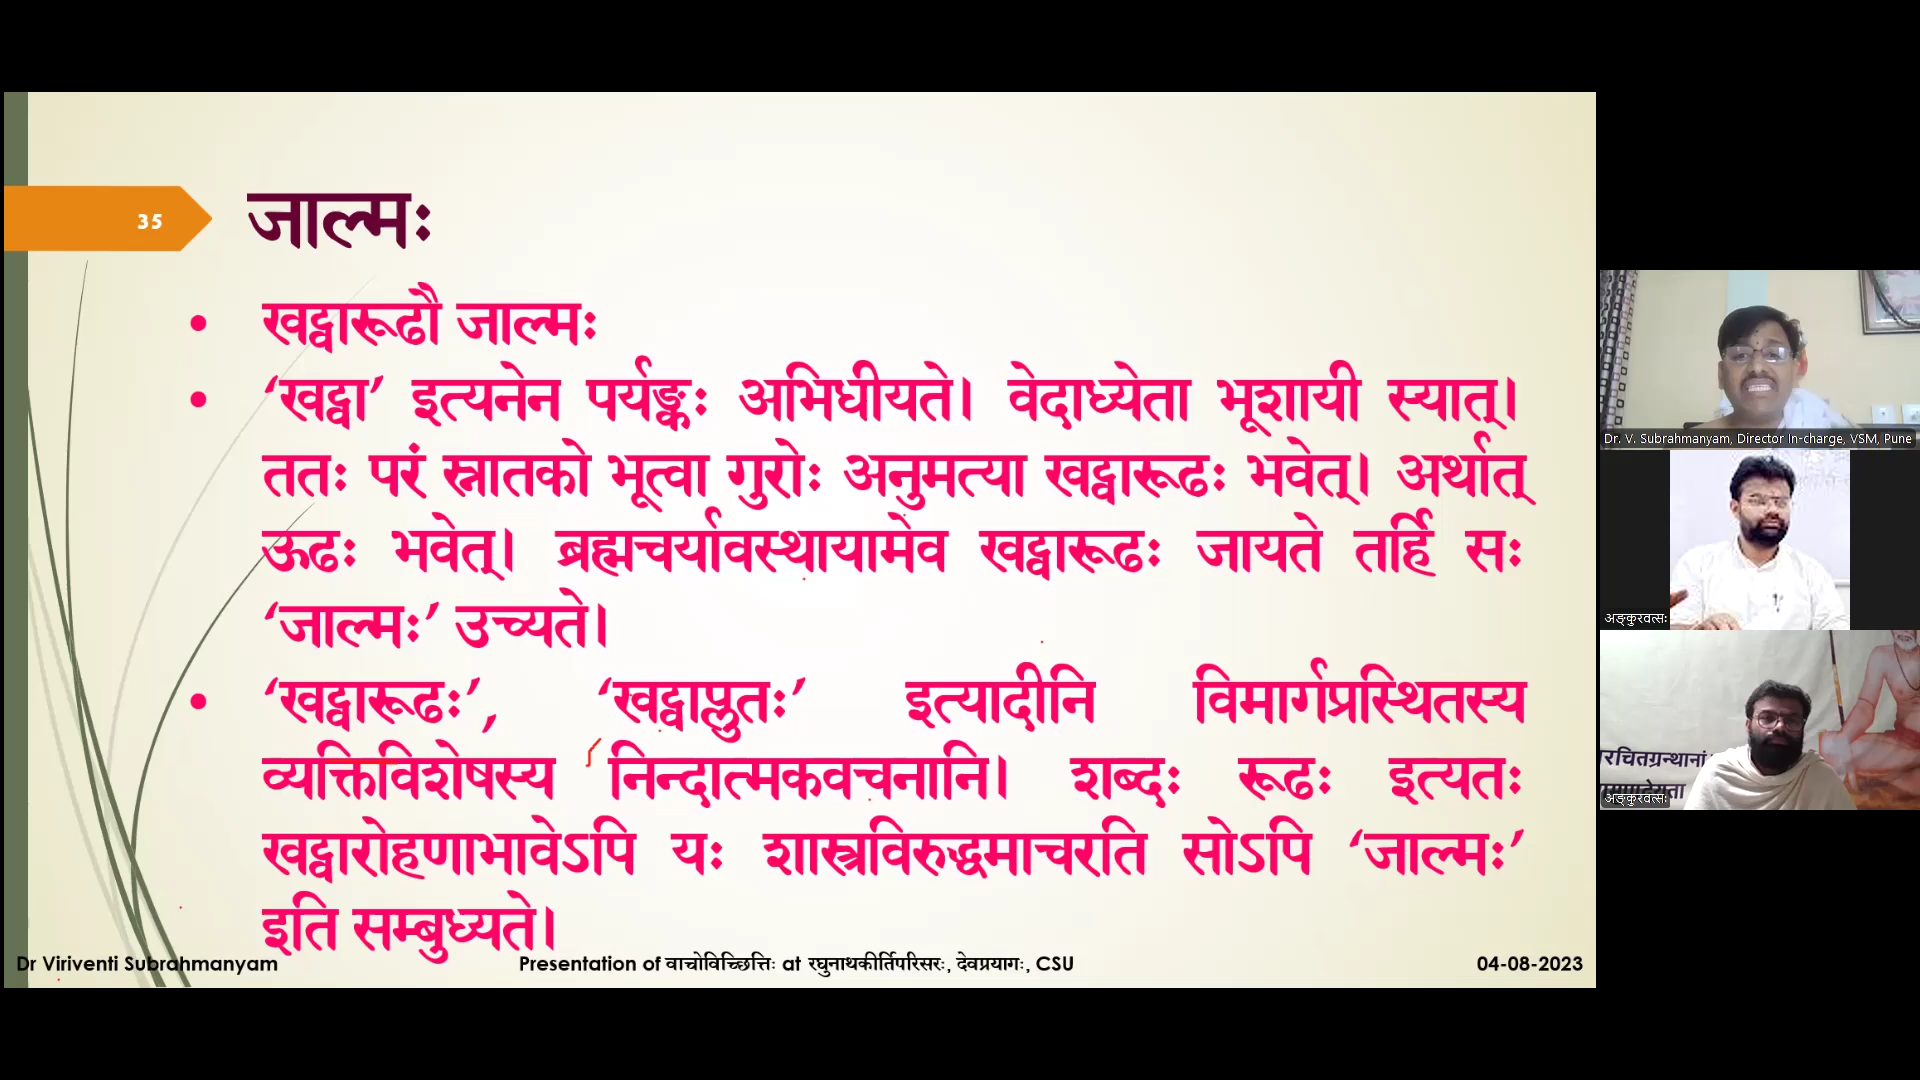 35
जाल्मः
• खट्वारूढौ जाल्मः
• ‘खट्वा’ इत्यनेन पर्यङ्कः अभिधीयते। वेदाध्येता भूशायी स्यात्।
ततः परं स्नातको भूत्वा गुरोः अनुमत्या खट्वारूढः भवेत्। अर्थात्
ऊढः भवेत्। ब्रह्मचर्यावस्थायामेव खट्वारूढः जायते तर्हि सः
‘जाल्मः’ उच्यते।
• ‘खट्वारूढः’, ‘खट्वाप्लुतः’ इत्यादीनि विमार्गप्रस्थितस्य
व्यक्तिविशेषस्य निन्दात्मकवचनानि। शब्दः रूढः इत्यतः
खट्वारोहणाभावेऽपि यः शास्त्रविरुद्धमाचरति सोऽपि ‘जाल्मः’
इति सम्बुध्यते।
Dr Viriventi Subrahmanyam
Presentation of वाचोविच्छित्तिः at रघुनाथकीर्तिपरिसरः, देवप्रयागः, CSU
04-08-2023
Dr. V. Subrahmanyam, Director In-charge, VSM, Pune
अङ्कुरवत्सः
रचितग्रन्थानां
अङ्कुरवत्सः